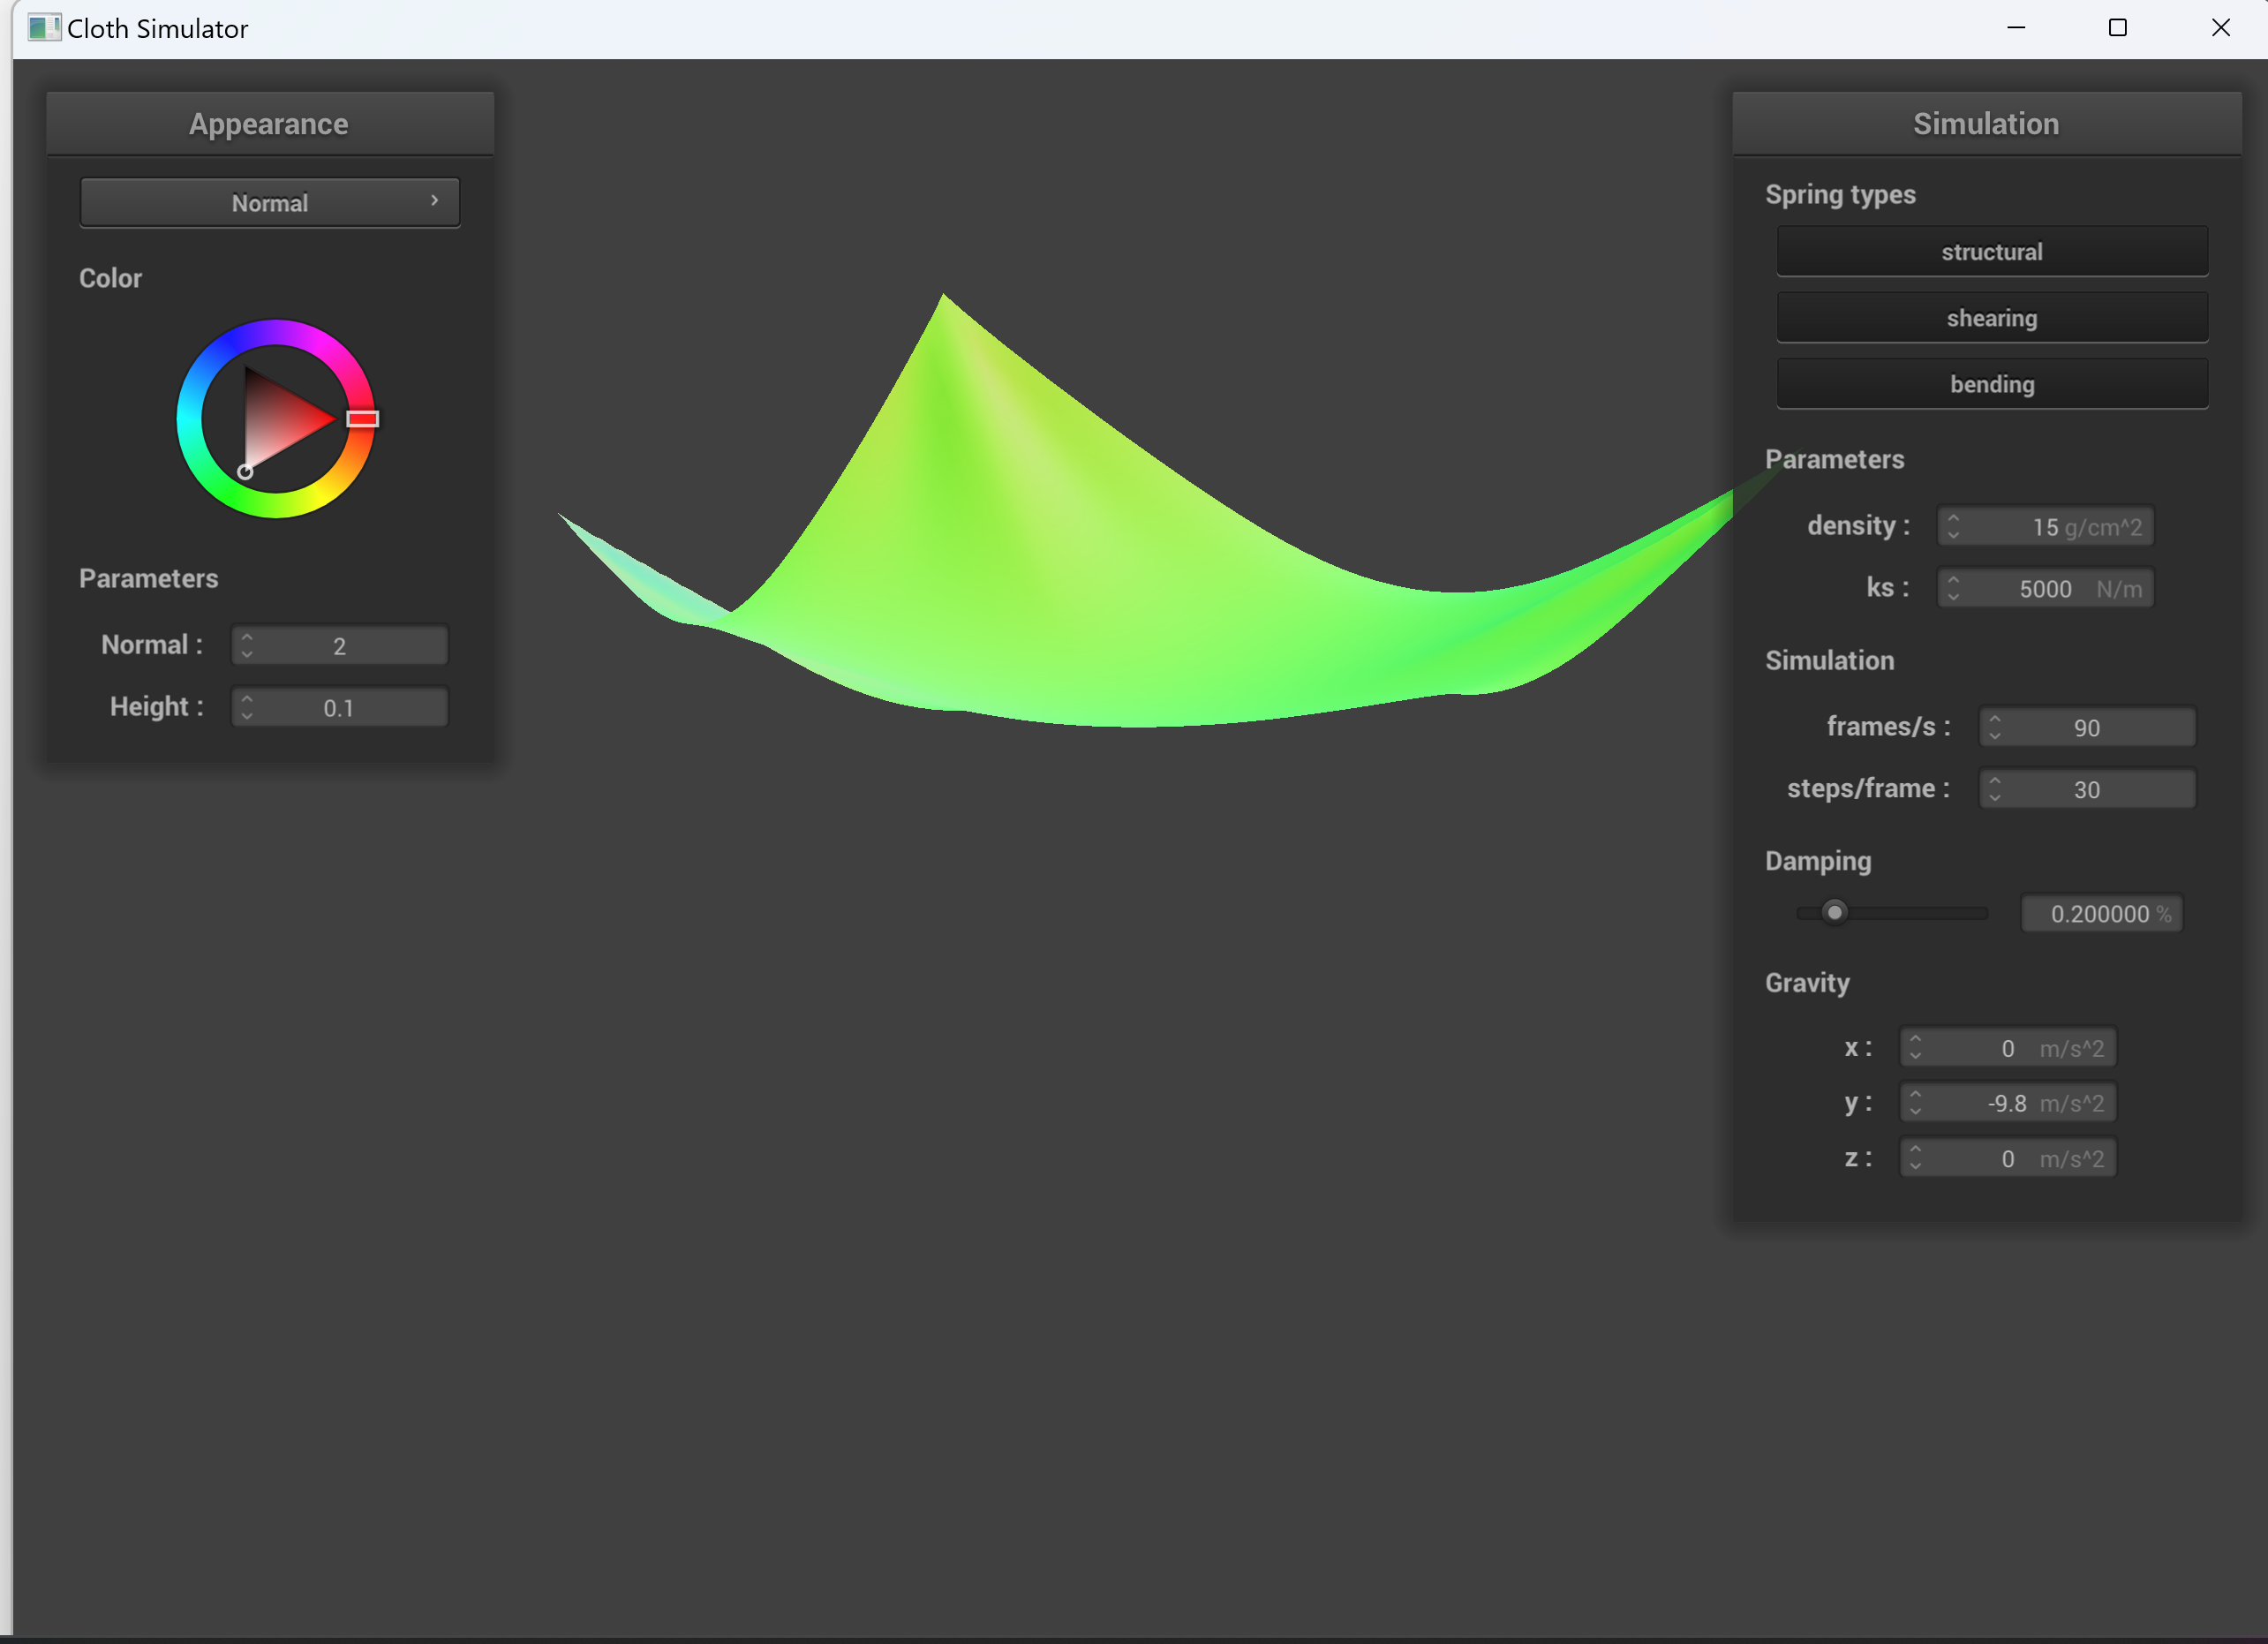 Cloth Simulator
Appearance
Normal
Color
Parameters
Normal : 2
Height : 0.1
Simulation
Spring types
structural
shearing
bending
Parameters
density : 15 g/cm^2
ks : 5000 N/m
Simulation
frames/s : 90
steps/frame : 30
Damping
0.200000 %
Gravity
x : 0 m/s^2
y : -9.8 m/s^2
z : 0 m/s^2